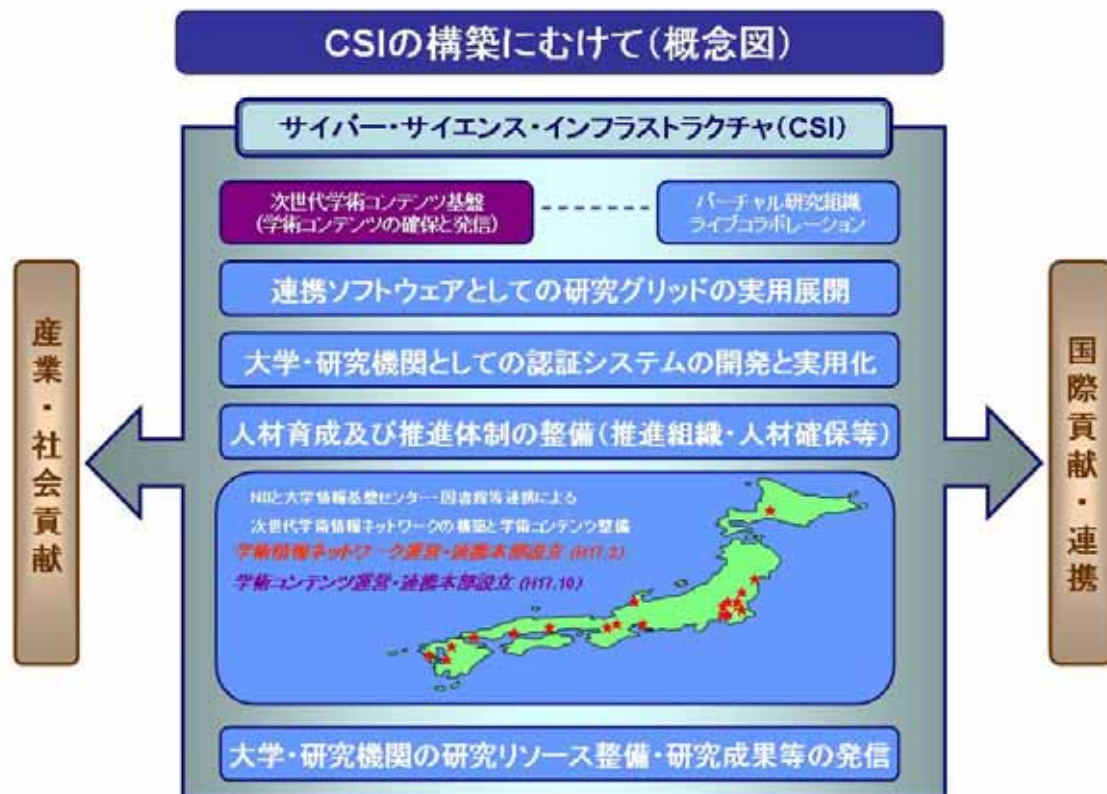 CSIの構築にむけて(概念図)
サイバー・サイエンス・インフラストラクチャ(CSI)
次世代学術コンテンツ基盤
(学術コンテンツの確保と発信)
バーチャル研究組織
ライブコラボレーション
連携ソフトウェアとしての研究グリッドの実用展開
大学・研究機関としての認証システムの開発と実用化
人材育成及び推進体制の整備(推進組織・人材確保等)
NIIと大学情報基盤センター・図書館等連携による
次世代学術情報ネットワークの構築と学術コンテンツ整備
学術情報ネットワーク運営・連携本部設立 (H17.2)
学術コンテンツ運営・連携本部設立 (H17.10)
大学・研究機関の研究リソース整備・研究成果等の発信
産業・社会貢献
国際貢献・連携